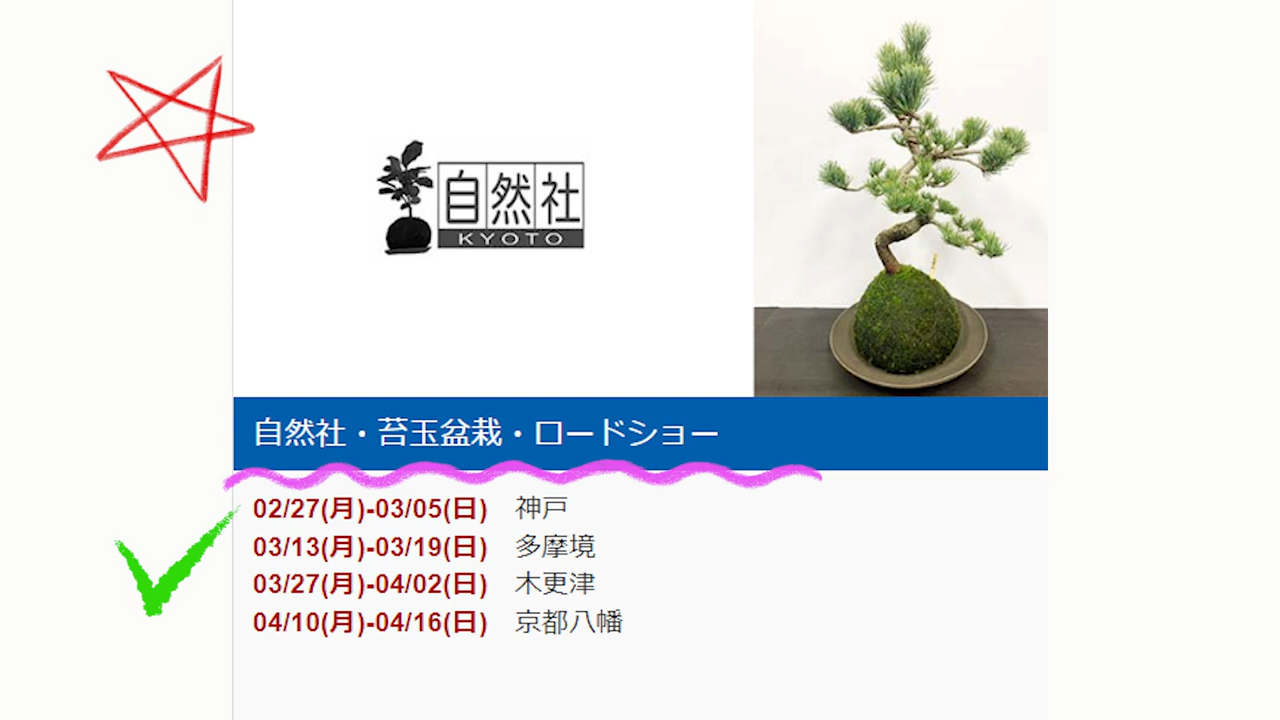 自然社
KYOTO
自然社・苔玉盆栽・ロードショー
02/27(月)-03/05(日) 神戸
03/13(月)-03/19(日) 多摩境
03/27(月)-04/02(日) 木更津
04/10(月)-04/16(日) 京都八幡